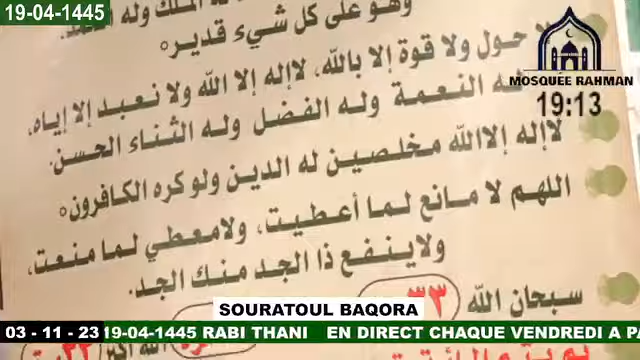 19-04-1445
وهو على كل شيء قدير
لا حول ولا قوة إلا بالله، لاإله إلا الله ولا نعبد إلا إياه،
له النعمة وله الفضل وله الثناء الحسن.
لاإله إلاالله مخلصين له الدين ولو كره الكافرون
اللهم لا مانع لما أعطيت، ولامعطي لما منعت،
ولاينفع ذا الجد منك الجد.
سبحان الله ٣٣
MOSQUÉE RAHMAN
19:13
SOURATOUL BAQORA
03 - 11 - 23 19-04-1445 RABI THANI EN DIRECT CHAQUE VENDREDI A PA